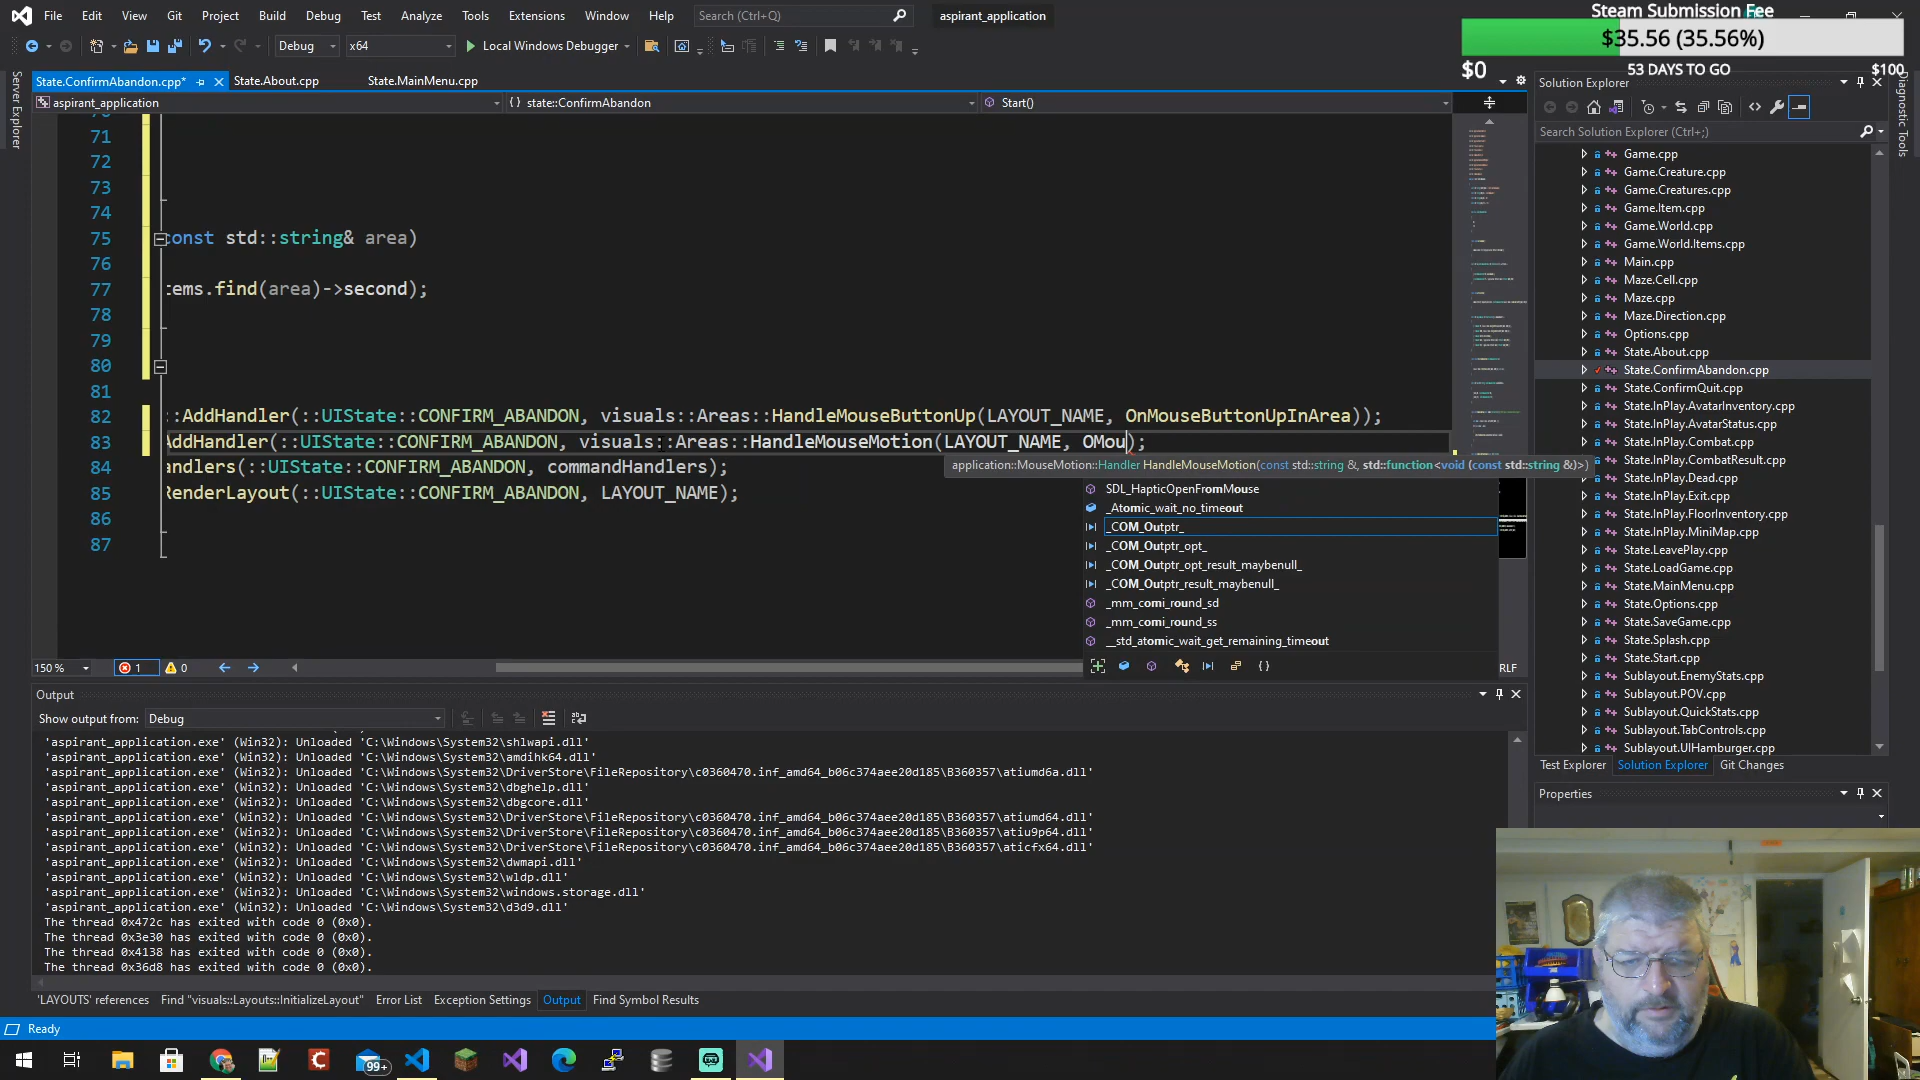 File Edit View Git Project Build Debug Test Analyze Tools Extensions Window Help Search (Ctrl+Q) aspirant_application
Steam Submission Fee
$35.56 (35.56%)
$0 53 DAYS TO GO $100
Debug x64 Local Windows Debugger
Server Explorer
State.ConfirmAbandon.cpp* State.About.cpp State.MainMenu.cpp
aspirant_application {} state::ConfirmAbandon Start()
71
72
73
74
75 const std::string& area)
76
77 tems.find(area)->second);
78
79
80
81
82 ::AddHandler(::UIState::CONFIRM_ABANDON, visuals::Areas::HandleMouseButtonUp(LAYOUT_NAME, OnMouseButtonUpInArea));
83 AddHandler(::UIState::CONFIRM_ABANDON, visuals::Areas::HandleMouseMotion(LAYOUT_NAME, OMou);
84 andlers(::UIState::CONFIRM_ABANDON, commandHandlers);
85 RenderLayout(::UIState::CONFIRM_ABANDON, LAYOUT_NAME);
86
87
application::MouseMotion::Handler HandleMouseMotion(const std::string &, std::function<void (const std::string &)>)
SDL_HapticOpenFromMouse
_Atomic_wait_no_timeout
_COM_Outptr_
_COM_Outptr_opt_
_COM_Outptr_opt_result_maybenull_
_COM_Outptr_result_maybenull_
_mm_comi_round_sd
_mm_comi_round_ss
__std_atomic_wait_get_remaining_timeout
150 % 1 0 RLF
Output
Show output from: Debug
'aspirant_application.exe' (Win32): Unloaded 'C:\Windows\System32\shlwapi.dll'
'aspirant_application.exe' (Win32): Unloaded 'C:\Windows\System32\amdihk64.dll'
'aspirant_application.exe' (Win32): Unloaded 'C:\Windows\System32\DriverStore\FileRepository\c0360470.inf_amd64_b06c374aee20d185\B360357\atiumd6a.dll'
'aspirant_application.exe' (Win32): Unloaded 'C:\Windows\System32\dbghelp.dll'
'aspirant_application.exe' (Win32): Unloaded 'C:\Windows\System32\dbgcore.dll'
'aspirant_application.exe' (Win32): Unloaded 'C:\Windows\System32\DriverStore\FileRepository\c0360470.inf_amd64_b06c374aee20d185\B360357\atiumd64.dll'
'aspirant_application.exe' (Win32): Unloaded 'C:\Windows\System32\DriverStore\FileRepository\c0360470.inf_amd64_b06c374aee20d185\B360357\atiu9p64.dll'
'aspirant_application.exe' (Win32): Unloaded 'C:\Windows\System32\DriverStore\FileRepository\c0360470.inf_amd64_b06c374aee20d185\B360357\aticfx64.dll'
'aspirant_application.exe' (Win32): Unloaded 'C:\Windows\System32\dwmapi.dll'
'aspirant_application.exe' (Win32): Unloaded 'C:\Windows\System32\wldp.dll'
'aspirant_application.exe' (Win32): Unloaded 'C:\Windows\System32\windows.storage.dll'
'aspirant_application.exe' (Win32): Unloaded 'C:\Windows\System32\d3d9.dll'
The thread 0x472c has exited with code 0 (0x0).
The thread 0x3e30 has exited with code 0 (0x0).
The thread 0x4138 has exited with code 0 (0x0).
The thread 0x36d8 has exited with code 0 (0x0).
'LAYOUTS' references Find "visuals::Layouts::InitializeLayout" Error List Exception Settings Output Find Symbol Results
Ready
99+
Solution Explorer
Search Solution Explorer (Ctrl+;)
Game.cpp
Game.Creature.cpp
Game.Creatures.cpp
Game.Item.cpp
Game.World.cpp
Game.World.Items.cpp
Main.cpp
Maze.Cell.cpp
Maze.cpp
Maze.Direction.cpp
Options.cpp
State.About.cpp
State.ConfirmAbandon.cpp
State.ConfirmQuit.cpp
State.InPlay.AvatarInventory.cpp
State.InPlay.AvatarStatus.cpp
State.InPlay.Combat.cpp
State.InPlay.CombatResult.cpp
State.InPlay.Dead.cpp
State.InPlay.Exit.cpp
State.InPlay.FloorInventory.cpp
State.InPlay.MiniMap.cpp
State.LeavePlay.cpp
State.LoadGame.cpp
State.MainMenu.cpp
State.Options.cpp
State.SaveGame.cpp
State.Splash.cpp
State.Start.cpp
Sublayout.EnemyStats.cpp
Sublayout.POV.cpp
Sublayout.QuickStats.cpp
Sublayout.TabControls.cpp
Sublayout.UIHamburger.cpp
Test Explorer Solution Explorer Git Changes
Properties
Diagnostic Tools